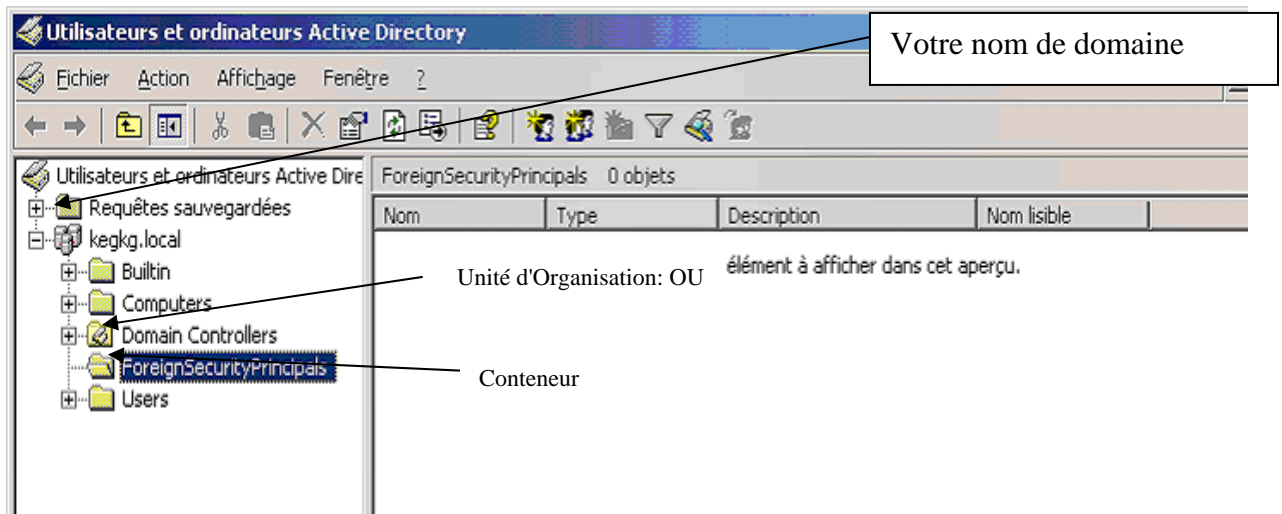 Utilisateurs et ordinateurs Active Directory
Votre nom de domaine
Fichier Action Affichage Fenêtre ?
Utilisateurs et ordinateurs Active Dire
ForeignSecurityPrincipals 0 objets
Requêtes sauvegardées
Nom Type Description Nom lisible
kegkg.local
Builtin
élément à afficher dans cet aperçu.
Unité d'Organisation: OU
Computers
Domain Controllers
ForeignSecurityPrincipals
Conteneur
Users